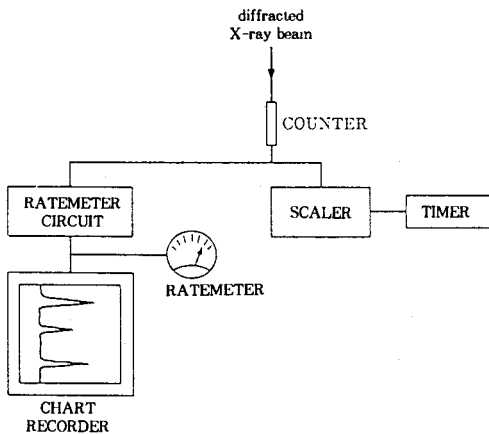 diffracted
X-ray beam
COUNTER
RATEMETER
CIRCUIT
SCALER
TIMER
RATEMETER
CHART
RECORDER